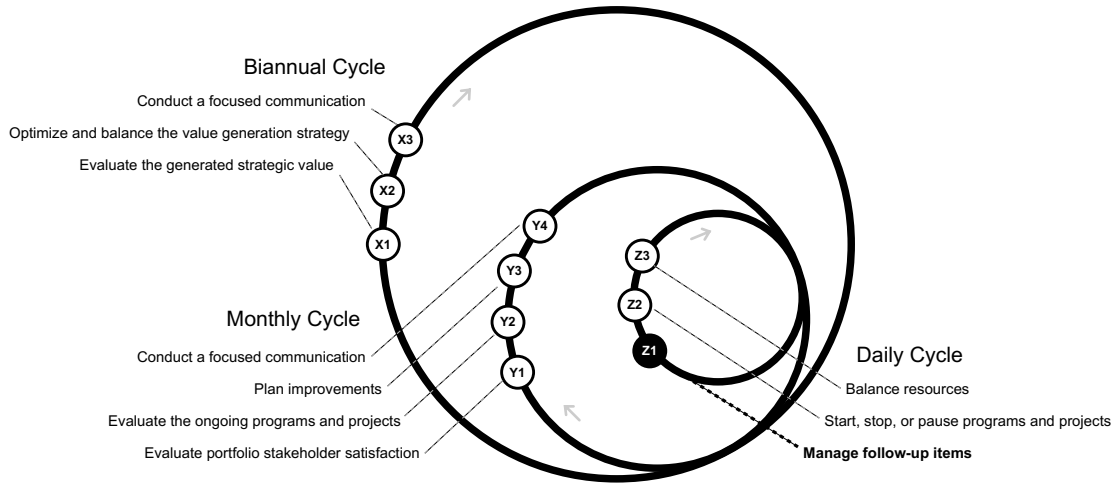 Biannual Cycle
Conduct a focused communication
Optimize and balance the value generation strategy
Evaluate the generated strategic value
X3
X2
X1
Monthly Cycle
Conduct a focused communication
Plan improvements
Evaluate the ongoing programs and projects
Evaluate portfolio stakeholder satisfaction
Y4
Y3
Y2
Y1
Z3
Z2
Z1
Daily Cycle
Balance resources
Start, stop, or pause programs and projects
Manage follow-up items